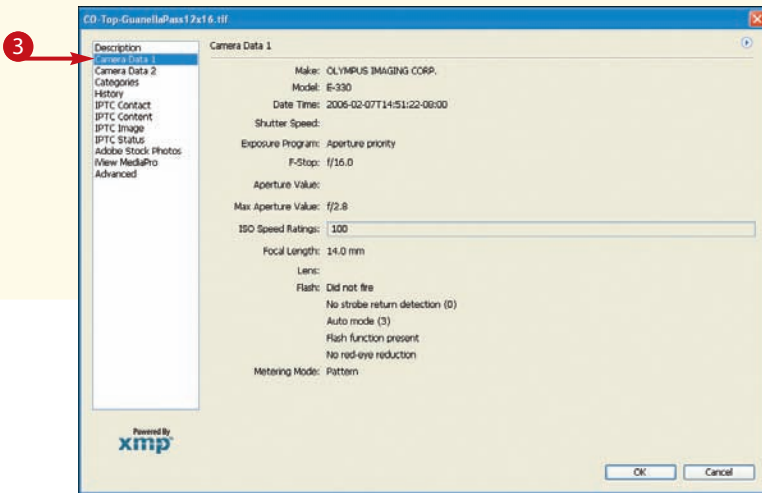 CO-Top-GuanellaPass12x16.tif
3
Description
Camera Data 1
Camera Data 2
Categories
History
IPTC Contact
IPTC Content
IPTC Image
IPTC Status
Adobe Stock Photos
iView MediaPro
Advanced
Camera Data 1
Make: OLYMPUS IMAGING CORP.
Model: E-330
Date Time: 2006-02-07T14:51:22-08:00
Shutter Speed:
Exposure Program: Aperture priority
F-Stop: f/16.0
Aperture Value:
Max Aperture Value: f/2.8
ISO Speed Ratings: 100
Focal Length: 14.0 mm
Lens:
Flash: Did not fire
No strobe return detection (0)
Auto mode (3)
Flash function present
No red-eye reduction
Metering Mode: Pattern
Powered By
xmp
OK Cancel